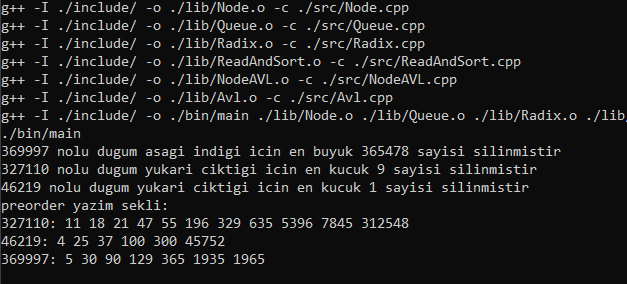 g++ -I ./include/ -o ./lib/Node.o -c ./src/Node.cpp
g++ -I ./include/ -o ./lib/Queue.o -c ./src/Queue.cpp
g++ -I ./include/ -o ./lib/Radix.o -c ./src/Radix.cpp
g++ -I ./include/ -o ./lib/ReadAndSort.o -c ./src/ReadAndSort.cpp
g++ -I ./include/ -o ./lib/NodeAVL.o -c ./src/NodeAVL.cpp
g++ -I ./include/ -o ./lib/Avl.o -c ./src/Avl.cpp
g++ -I ./include/ -o ./bin/main ./lib/Node.o ./lib/Queue.o ./lib/Radix.o ./lib
./bin/main
369997 nolu dugum asagi indigi icin en buyuk 365478 sayisi silinmistir
327110 nolu dugum yukari ciktigi icin en kucuk 9 sayisi silinmistir
46219 nolu dugum yukari ciktigi icin en kucuk 1 sayisi silinmistir
preorder yazim sekli:
327110: 11 18 21 47 55 196 329 635 5396 7845 312548
46219: 4 25 37 100 300 45752
369997: 5 30 90 129 365 1935 1965